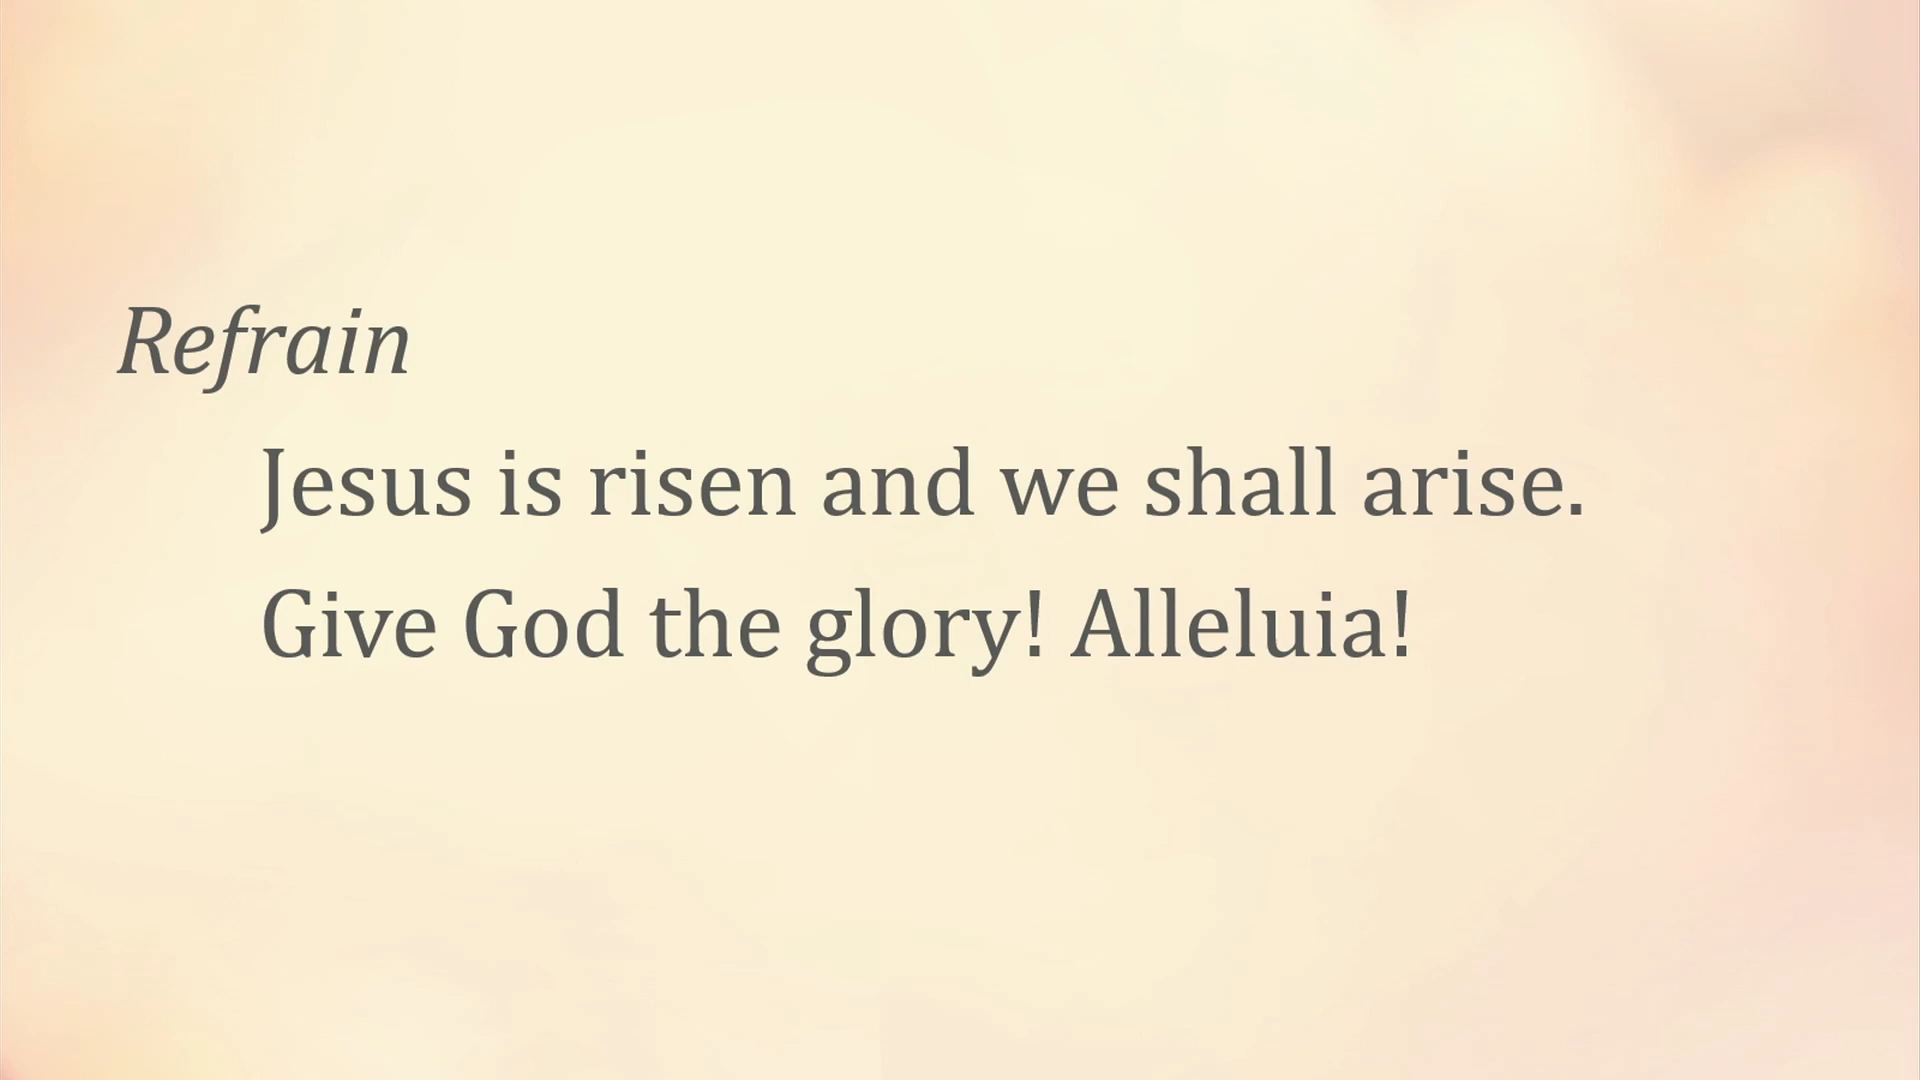 Refrain
Jesus is risen and we shall arise.
Give God the glory! Alleluia!